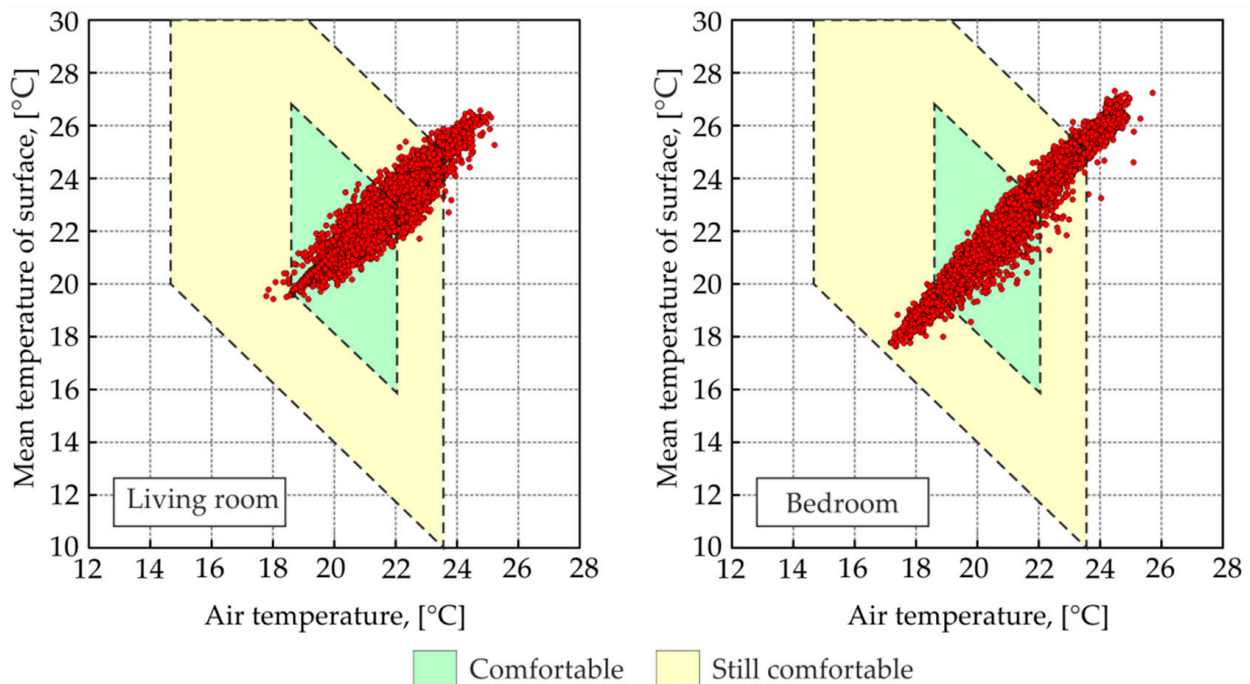 Mean temperature of surface, [°C]
30
28
26
24
22
20
18
16
14
12
10
Living room
12 14 16 18 20 22 24 26 28
Air temperature, [°C]
Mean temperature of surface, [°C]
30
28
26
24
22
20
18
16
14
12
10
Bedroom
12 14 16 18 20 22 24 26 28
Air temperature, [°C]
Comfortable Still comfortable